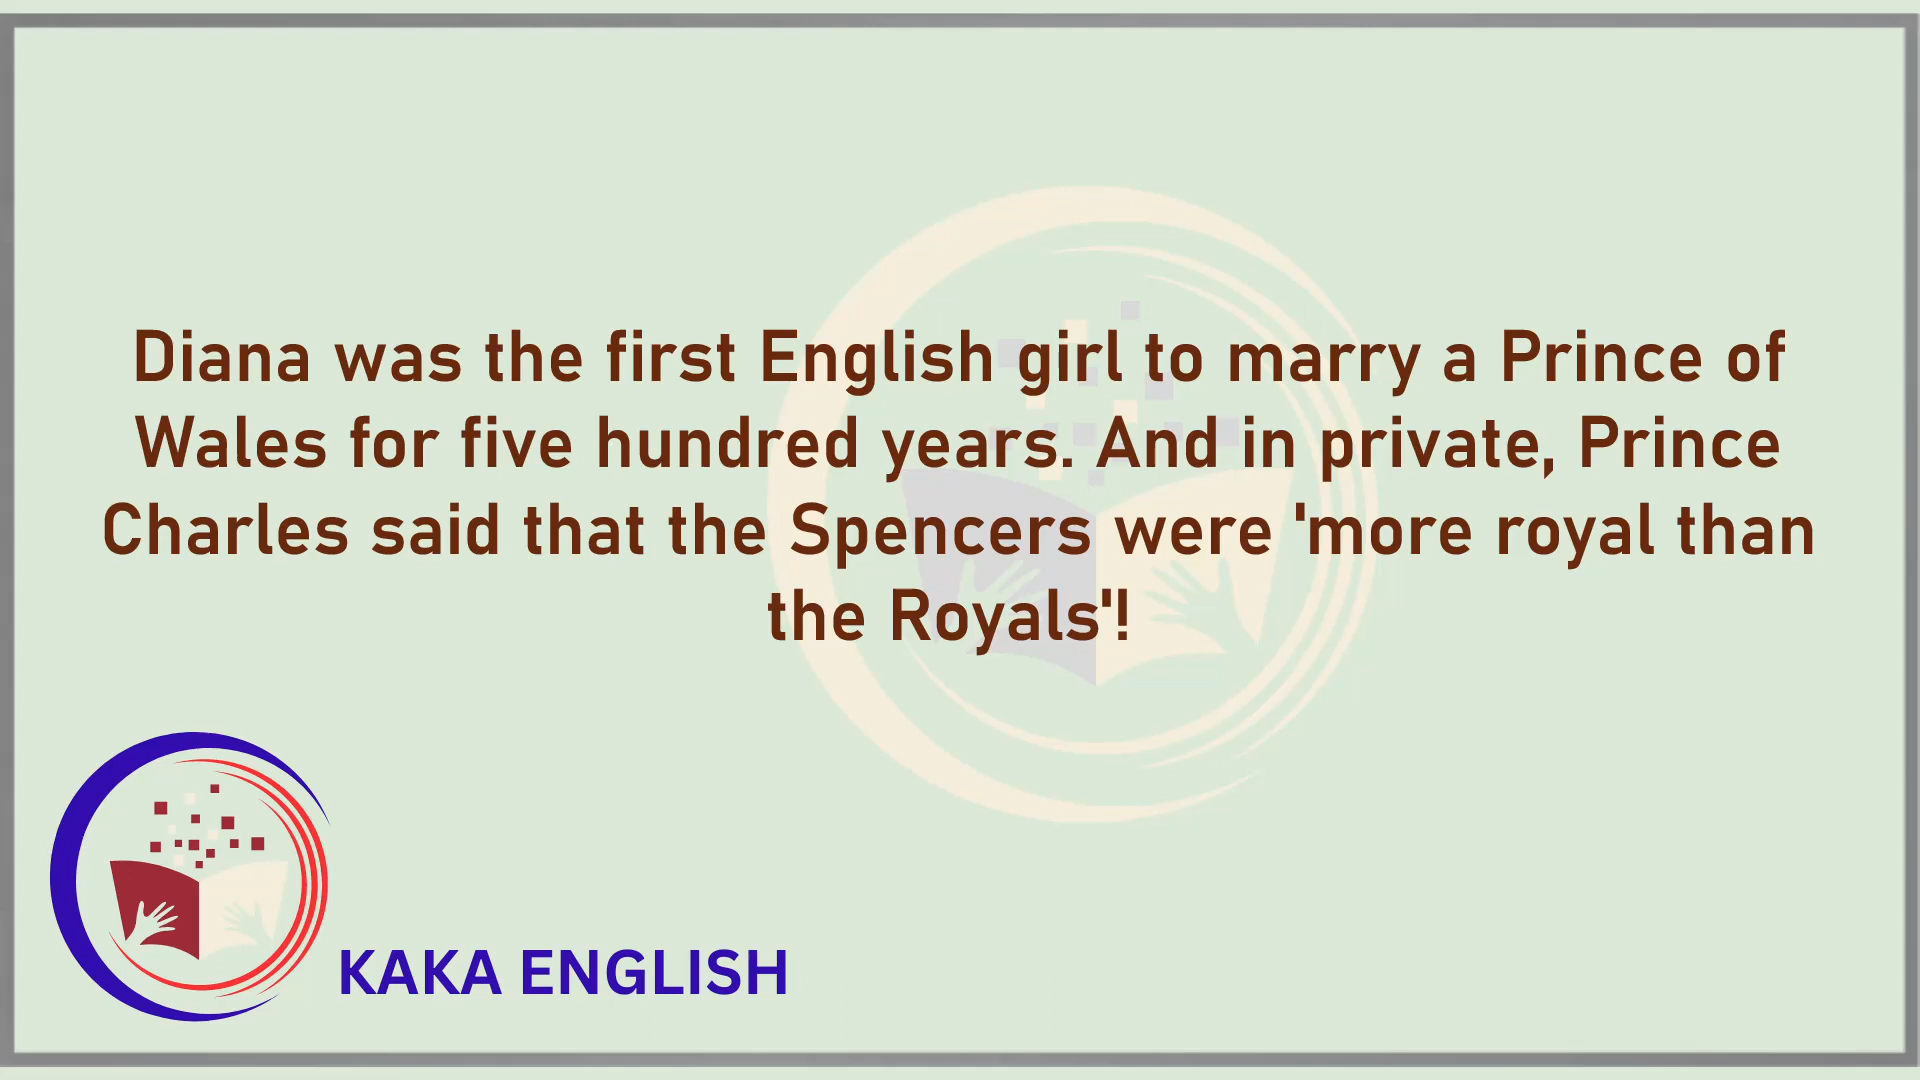 Diana was the first English girl to marry a Prince of
Wales for five hundred years. And in private, Prince
Charles said that the Spencers were 'more royal than
the Royals'!
KAKA ENGLISH